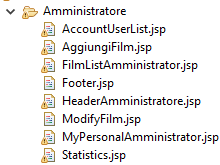 Amministratore
AccountUserList.jsp
AggiungiFilm.jsp
FilmListAmministrator.jsp
Footer.jsp
HeaderAmministratore.jsp
ModifyFilm.jsp
MyPersonalAmministrator.jsp
Statistics.jsp